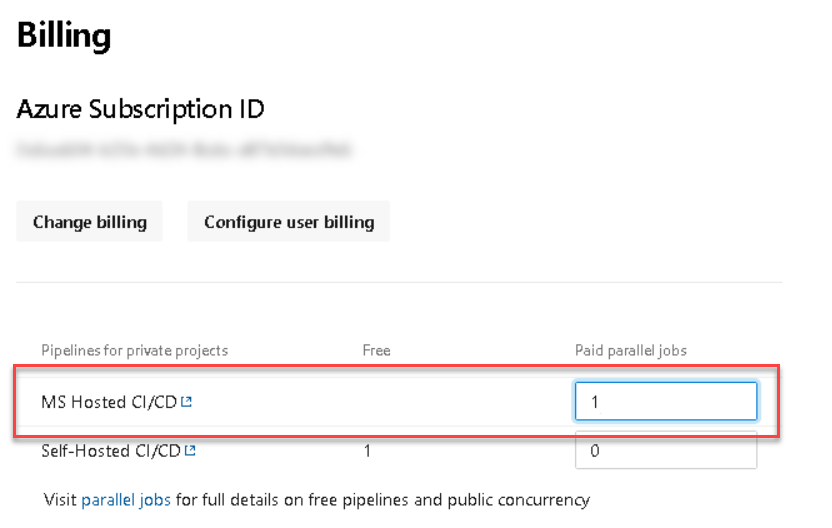 Billing
Azure Subscription ID
Change billing Configure user billing
Pipelines for private projects Free Paid parallel jobs
MS Hosted CI/CD 1
Self-Hosted CI/CD 1 0
Visit parallel jobs for full details on free pipelines and public concurrency